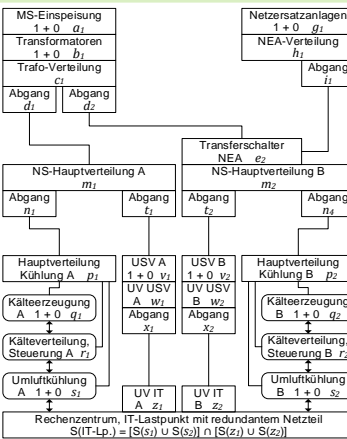 MS-Einspeisung
1 + 0 a₁
Transformatoren
1 + 0 b₁
Trafo-Verteilung
c₁
Abgang
d₁
Abgang
d₂
Netzersatzanlagen
1 + 0 g₁
NEA-Verteilung
h₁
Abgang
i₁
Transferschalter
NEA e₂
NS-Hauptverteilung A
m₁
NS-Hauptverteilung B
m₂
Abgang
n₁
Abgang
t₁
Abgang
t₂
Abgang
n₄
Hauptverteilung
Kühlung A p₁
USV A
1 + 0 v₁
UV USV
A w₁
Abgang
x₁
USV B
1 + 0 v₂
UV USV
B w₂
Abgang
x₂
Hauptverteilung
Kühlung B p₂
Kälteerzeugung
A 1 + 0 q₁
Kälteverteilung,
Steuerung A r₁
Umluftkühlung
A 1 + 0 s₁
UV IT
A z₁
UV IT
B z₂
Kälteerzeugung
B 1 + 0 q₂
Kälteverteilung,
Steuerung B r₂
Umluftkühlung
B 1 + 0 s₂
Rechenzentrum, IT-Lastpunkt mit redundantem Netzteil
S(IT-Lp.) = [S(s₁) ∪ S(s₂)] ∩ [S(z₁) ∪ S(z₂)]